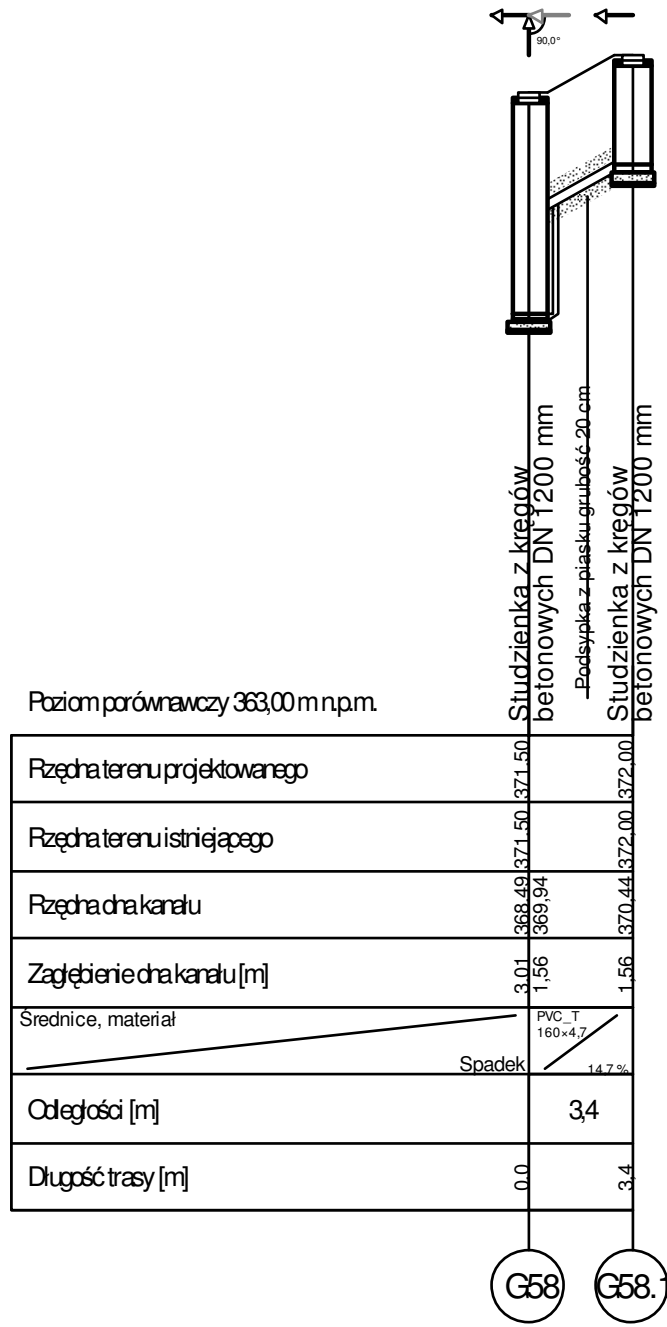 90,0°
Studzienka z kręgów
betonowych DN 1200 mm
Podsypka z piasku grubość 20 cm
Studzienka z kręgów
betonowych DN 1200 mm
Poziom porównawczy 363,00 m n.p.m.
Rzędna terenu projektowanego 371.50 372,00
Rzędna terenu istniejącego 371.50 372,00
Rzędna dna kanału 368.49 369,94 370,44
Zagłębienie dna kanału [m] 3.01 1,56 1,56
Średnice, materiał
PVC_T
160×4,7
Spadek 14.7 %
Odległości [m] 3,4
Długość trasy [m] 0.0 3,4
G58 G58.1